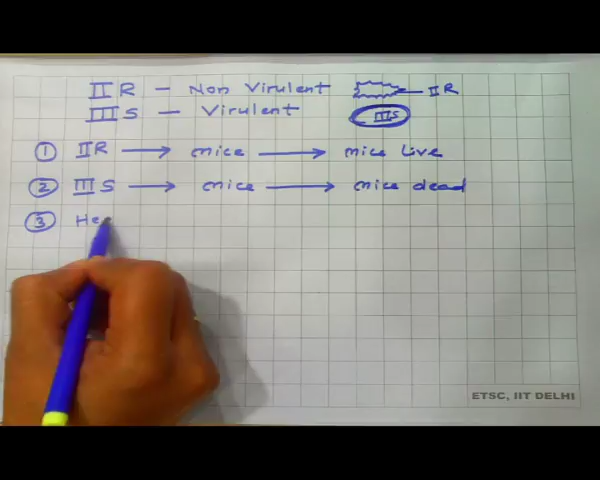 II R - Non Virulent II R
III S - Virulent III S
① II R → mice → mice Live
② III S → mice → mice dead
③ He
ETSC, IIT DELHI